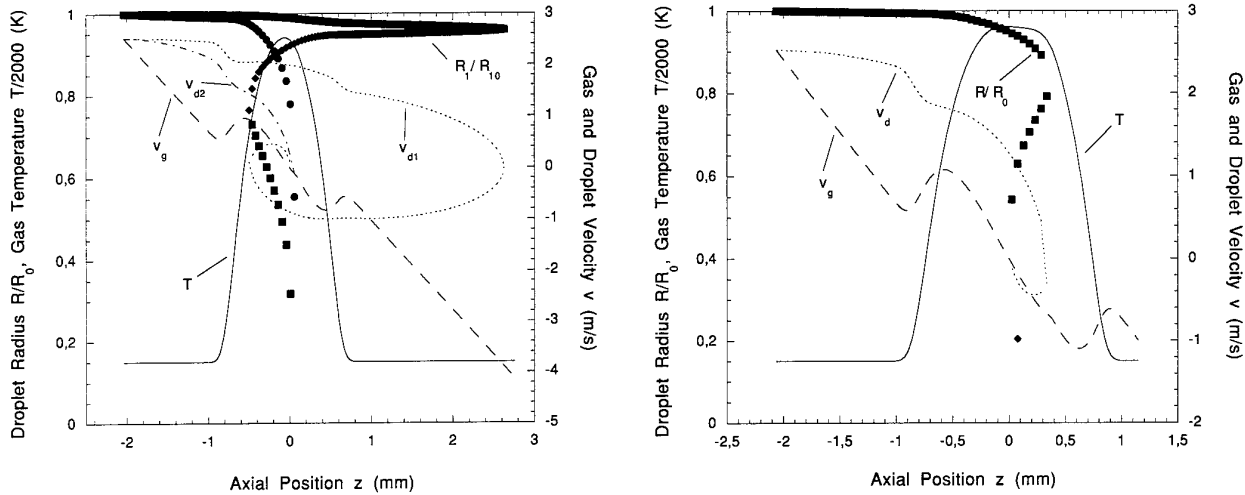 Droplet Radius R/R0, Gas Temperature T/2000 (K)
1
0,8
0,6
0,4
0,2
0
-2
-1
0
1
2
3
Axial Position z (mm)
3
2
1
0
-1
-2
-3
-4
-5
Gas and Droplet Velocity v (m/s)
R1/R10
vd2
vg
vd1
T
Droplet Radius R/R0, Gas Temperature T/2000 (K)
1
0,8
0,6
0,4
0,2
0
-2,5
-2
-1,5
-1
-0,5
0
0,5
1
1,5
Axial Position z (mm)
3
2
1
0
-1
-2
Gas and Droplet Velocity v (m/s)
R/R0
vd
vg
T